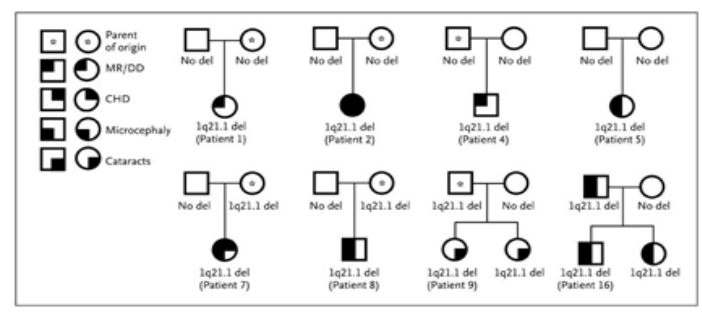 Parent
of origin
MR/DD
CHD
Microcephaly
Cataracts
No del No del
1q21.1 del
(Patient 1)
No del No del
1q21.1 del
(Patient 2)
No del No del
1q21.1 del
(Patient 4)
No del No del
1q21.1 del
(Patient 5)
No del 1q21.1 del
1q21.1 del
(Patient 7)
No del 1q21.1 del
1q21.1 del
(Patient 8)
1q21.1 del No del
1q21.1 del 1q21.1 del
(Patient 9)
1q21.1 del No del
1q21.1 del 1q21.1 del
(Patient 16)